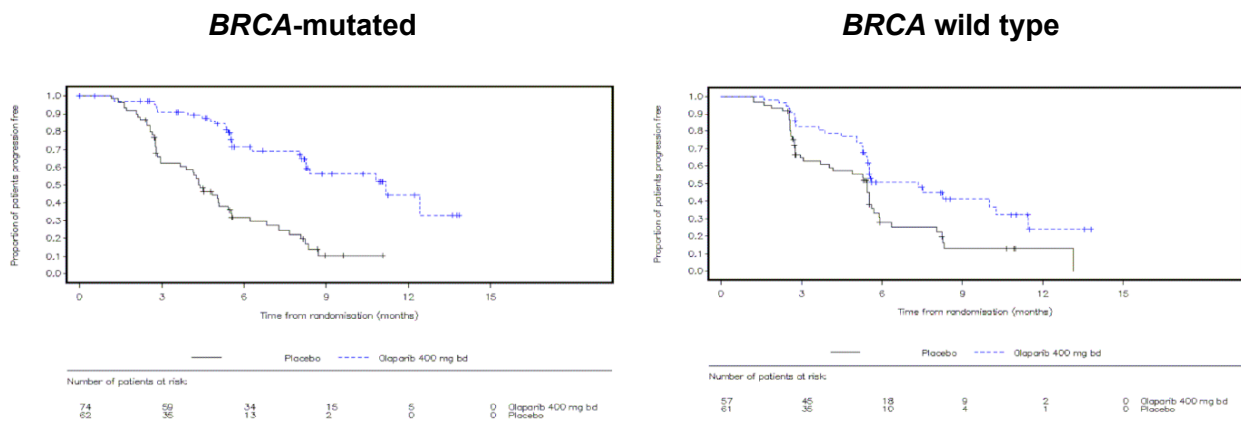 BRCA-mutated
1.0
0.9
0.8
0.7
0.6
0.5
0.4
0.3
0.2
0.1
0.0
Proportion of patients progression free
0 3 6 9 12 15
Time from randomisation (months)
Placebo Olaparib 400 mg bd
Number of patients at risk:
74 59 34 15 5 0 Olaparib 400 mg bd
62 35 13 2 0 0 Placebo
BRCA wild type
1.0
0.9
0.8
0.7
0.6
0.5
0.4
0.3
0.2
0.1
0.0
Proportion of patients progression free
0 3 6 9 12 15
Time from randomisation (months)
Placebo Olaparib 400 mg bd
Number of patients at risk:
57 45 18 9 2 0 Olaparib 400 mg bd
61 35 10 4 1 0 Placebo